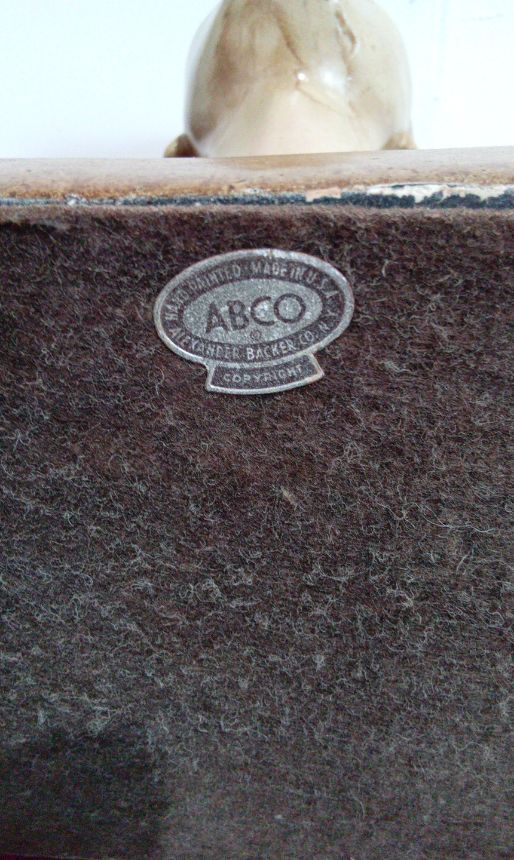 HAND PAINTED MADE IN U.S.A.
ABCO
©
ALEXANDER BACKER CO. N.Y.
COPYRIGHT